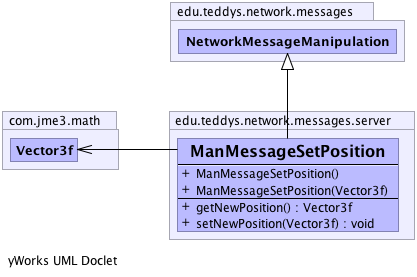 edu.teddys.network.messages
NetworkMessageManipulation
com.jme3.math
Vector3f
edu.teddys.network.messages.server
ManMessageSetPosition
+ ManMessageSetPosition()
+ ManMessageSetPosition(Vector3f)
+ getNewPosition() : Vector3f
+ setNewPosition(Vector3f) : void
yWorks UML Doclet